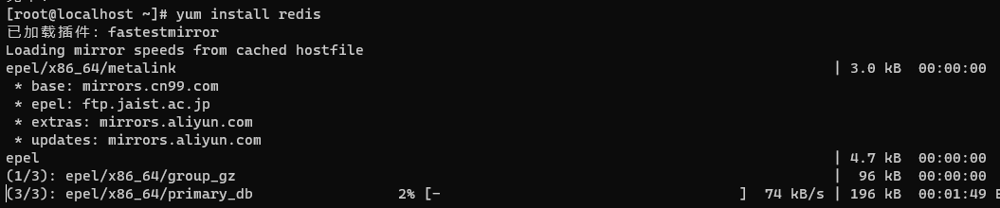 [root@localhost ~]# yum install redis
已加载插件：fastestmirror
Loading mirror speeds from cached hostfile
epel/x86_64/metalink | 3.0 kB 00:00:00
* base: mirrors.cn99.com
* epel: ftp.jaist.ac.jp
* extras: mirrors.aliyun.com
* updates: mirrors.aliyun.com
epel | 4.7 kB 00:00:00
(1/3): epel/x86_64/group_gz | 96 kB 00:00:00
(3/3): epel/x86_64/primary_db 2% [- ] 74 kB/s | 196 kB 00:01:49 E